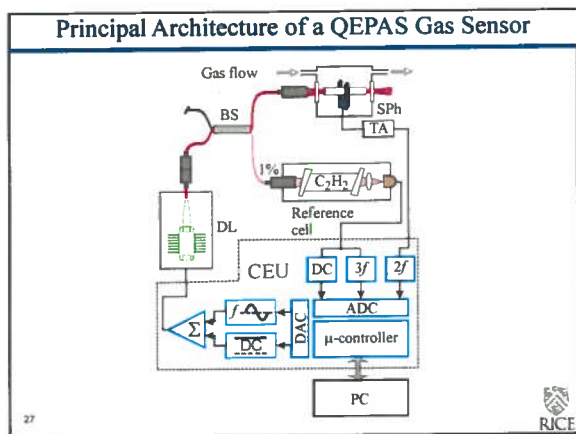 Principal Architecture of a QEPAS Gas Sensor
Gas flow
SPh
BS
TA
1%
C₂H₂
Reference
cell
DL
CEU
DC
3f
2f
ADC
f
Σ
DC
DAC
μ-controller
PC
27
RICE